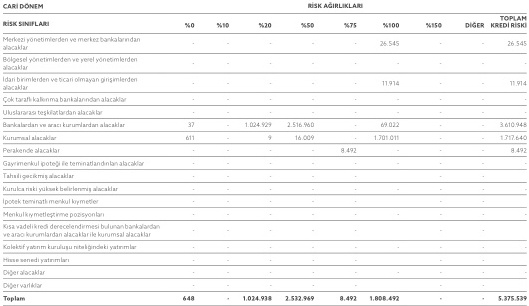 CARİ DÖNEM RİSK AĞIRLIKLARI
RİSK SINIFLARI %0 %10 %20 %50 %75 %100 %150 DİĞER TOPLAM KREDİ RİSKİ
Merkezi yönetimlerden ve merkez bankalarından
alacaklar - - - - - 26.545 - - 26.545
Bölgesel yönetimlerden ve yerel yönetimlerden
alacaklar - - - - - - - - -
İdari birimlerden ve ticari olmayan girişimlerden
alacaklar - - - - - 11.914 - - 11.914
Çok taraflı kalkınma bankalarından alacaklar - - - - - - - - -
Uluslararası teşkilatlardan alacaklar - - - - - - - - -
Bankalardan ve aracı kurumlardan alacaklar 37 - 1.024.929 2.516.960 - 69.022 - - 3.610.948
Kurumsal alacaklar 611 - 9 16.009 - 1.701.011 - - 1.717.640
Perakende alacaklar - - - - 8.492 - - - 8.492
Gayrimenkul ipoteği ile teminatlandırılan alacaklar - - - - - - - - -
Tahsili gecikmiş alacaklar - - - - - - - - -
Kurulca riski yüksek belirlenmiş alacaklar - - - - - - - - -
İpotek teminatlı menkul kıymetler - - - - - - - - -
Menkul kıymetleştirme pozisyonları - - - - - - - - -
Kısa vadeli kredi derecelendirmesi bulunan bankalardan
ve aracı kurumlardan alacaklar ile kurumsal alacaklar - - - - - - - - -
Kolektif yatırım kuruluşu niteliğindeki yatırımlar - - - - - - - - -
Hisse senedi yatırımları - - - - - - - - -
Diğer alacaklar - - - - - - - - -
Diğer varlıklar - - - - - - - - -
Toplam 648 - 1.024.938 2.532.969 8.492 1.808.492 - - 5.375.539